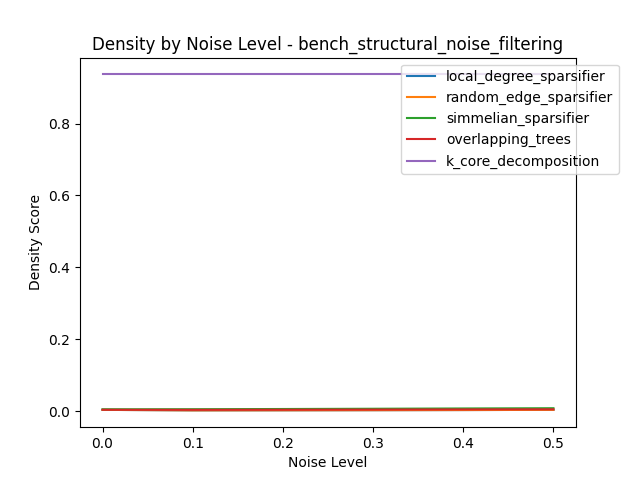 Density by Noise Level - bench_structural_noise_filtering
local_degree_sparsifier
random_edge_sparsifier
simmelian_sparsifier
overlapping_trees
k_core_decomposition
Density Score
0.8
0.6
0.4
0.2
0.0
0.0 0.1 0.2 0.3 0.4 0.5
Noise Level